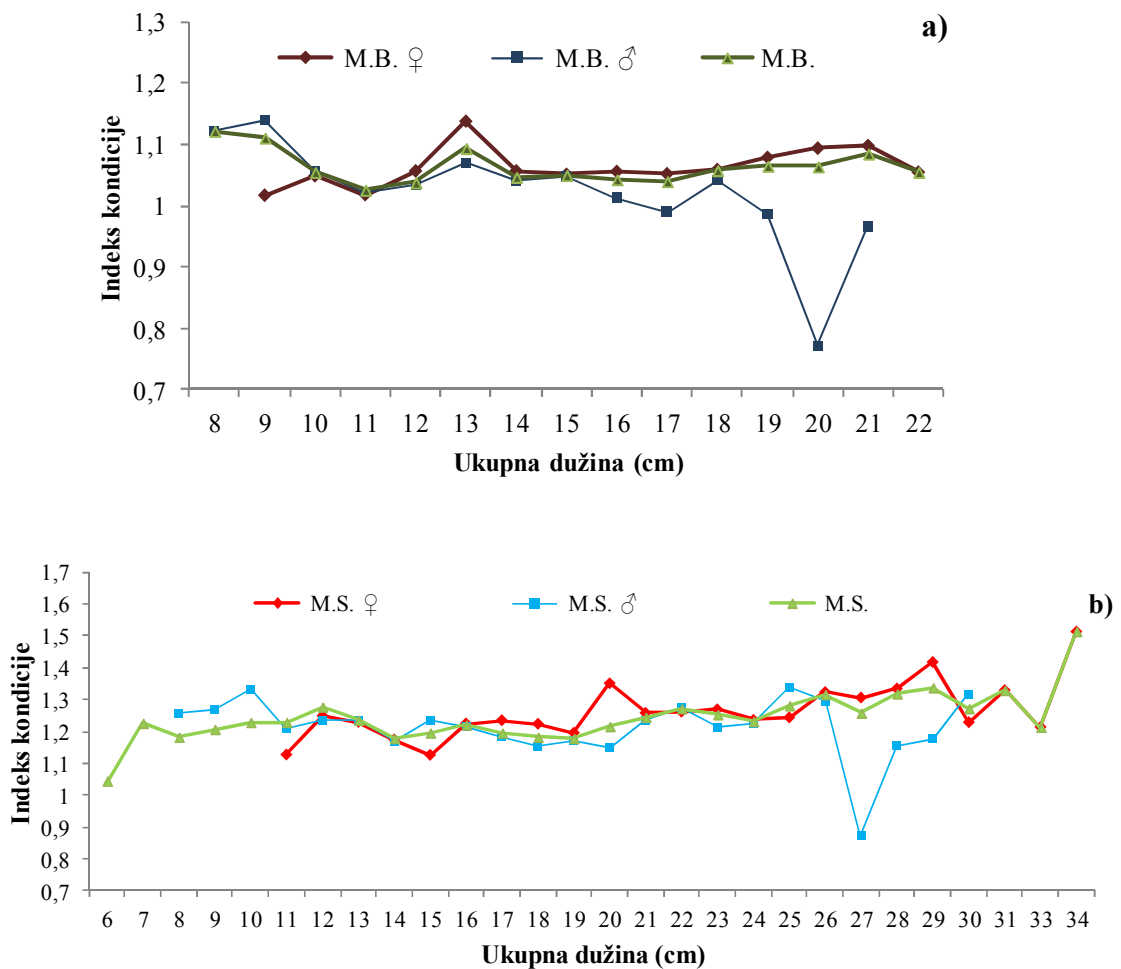 a)
M.B. ♀ M.B. ♂ M.B.
1,3
1,2
1,1
1
0,9
0,8
0,7
Indeks kondicije
8 9 10 11 12 13 14 15 16 17 18 19 20 21 22
Ukupna dužina (cm)
b)
M.S. ♀ M.S. ♂ M.S.
1,7
1,6
1,5
1,4
1,3
1,2
1,1
1
0,9
0,8
0,7
Indeks kondicije
6 7 8 9 10 11 12 13 14 15 16 17 18 19 20 21 22 23 24 25 26 27 28 29 30 31 33 34
Ukupna dužina (cm)